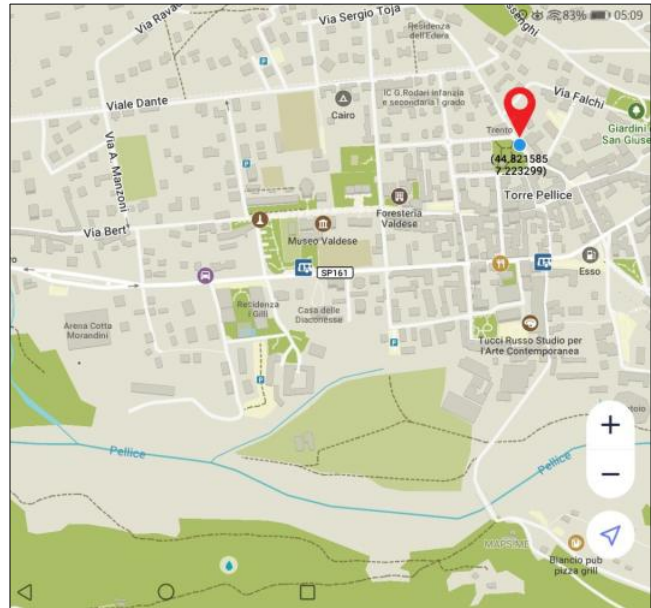 83% 05:09
Via Sergio Toja
Residenza
dell'Edera
Viale Dante
Cairo
IC G.Rodari infanzia
e secondaria I grado
Via Falchi
Trento
Giardini
(44.821585
7.223299)
Via A. Manzoni
Torre Pellice
Foresteria
Valdese
Via Bert
Museo Valdese
SP161
Esso
Residenza
i Gilli
Casa delle
Diaconesse
Arena Cotta
Morandini
Tucci Russo Studio per
l'Arte Contemporanea
Pellice
Pellice
+
−
Biancio pub
pizza grill